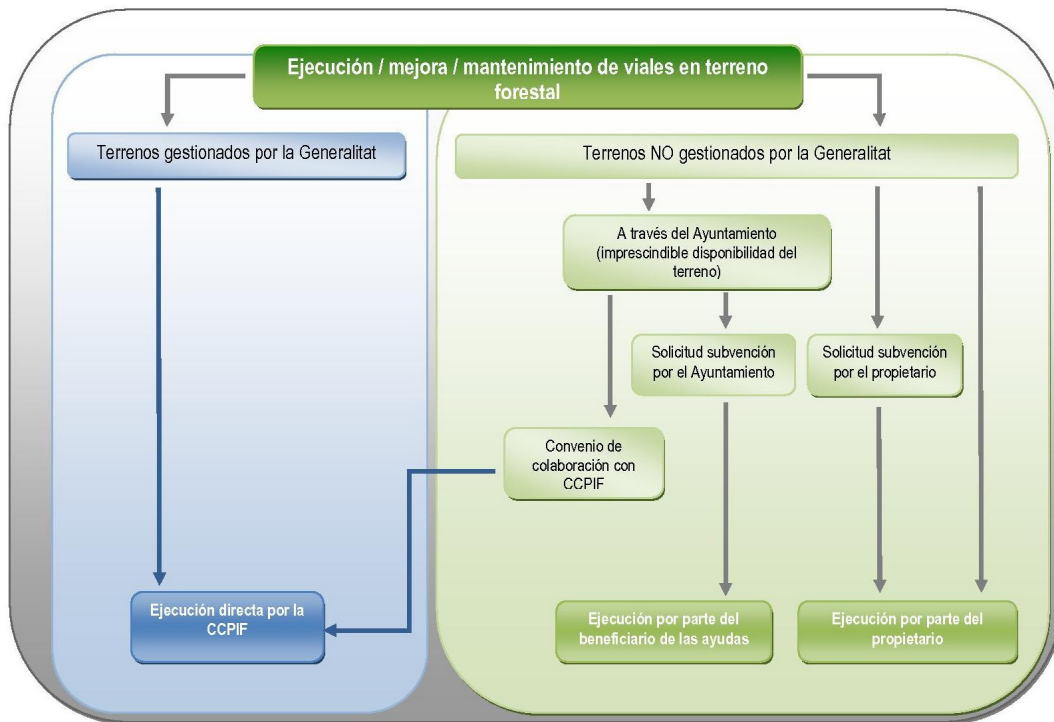 Ejecución / mejora / mantenimiento de viales en terreno
forestal
Terrenos gestionados por la Generalitat
Terrenos NO gestionados por la Generalitat
A través del Ayuntamiento
(imprescindible disponibilidad del
terreno)
Solicitud subvención
por el Ayuntamiento
Solicitud subvención
por el propietario
Convenio de
colaboración con
CCPIF
Ejecución directa por la
CCPIF
Ejecución por parte del
beneficiario de las ayudas
Ejecución por parte del
propietario